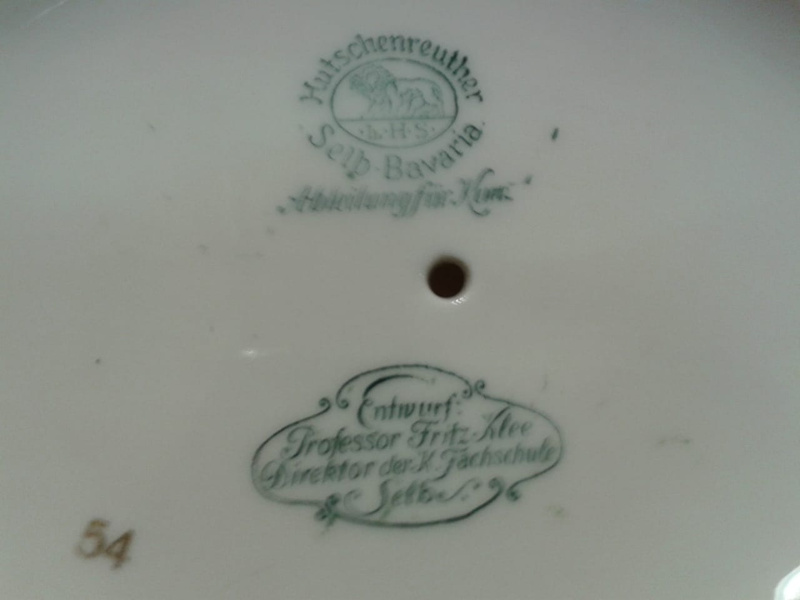 Hutschenreuther
L·H·S·
Selb·Bavaria.
Abteilung für Kunst
Entwurf:
Professor Fritz Klee
Direktor der K. Fachschule
Selb
54